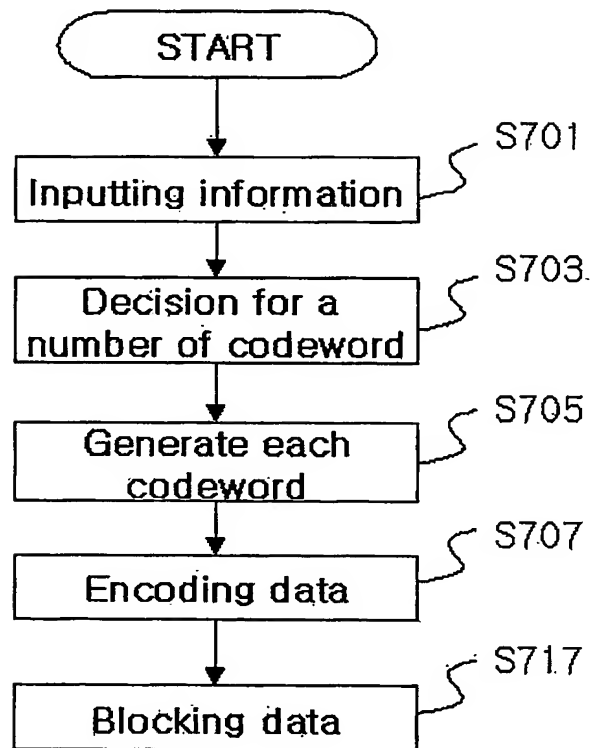 START
S701
Inputting information
S703
Decision for a
number of codeword
S705
Generate each
codeword
S707
Encoding data
S717
Blocking data